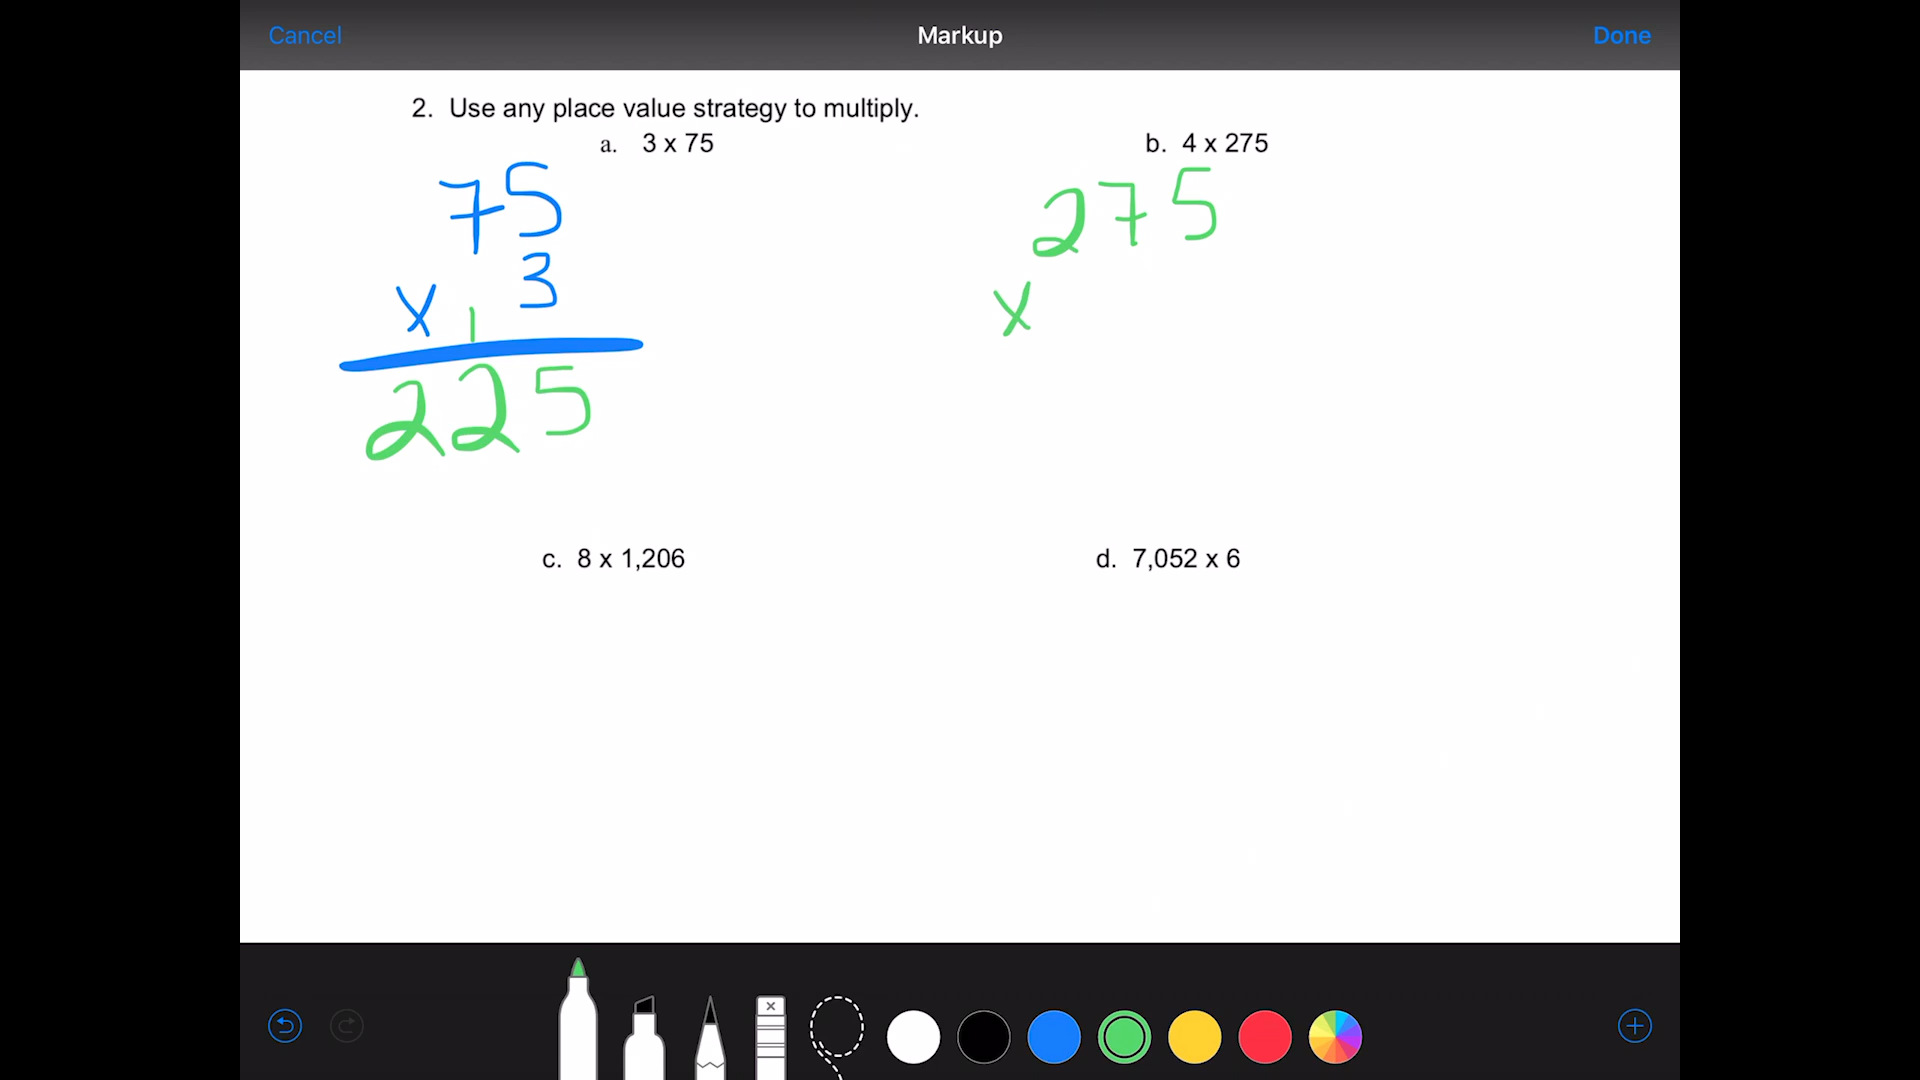 Cancel Markup Done
2. Use any place value strategy to multiply.
a. 3 x 75
b. 4 x 275
75
3
x 1
225
275
x
c. 8 x 1,206
d. 7,052 x 6